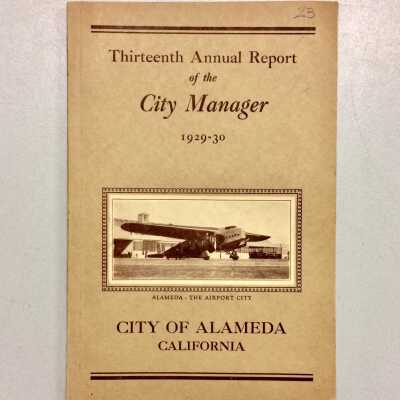 23
Thirteenth Annual Report
of the
City Manager
1929-30
ALAMEDA - THE AIRPORT CITY
CITY OF ALAMEDA
CALIFORNIA